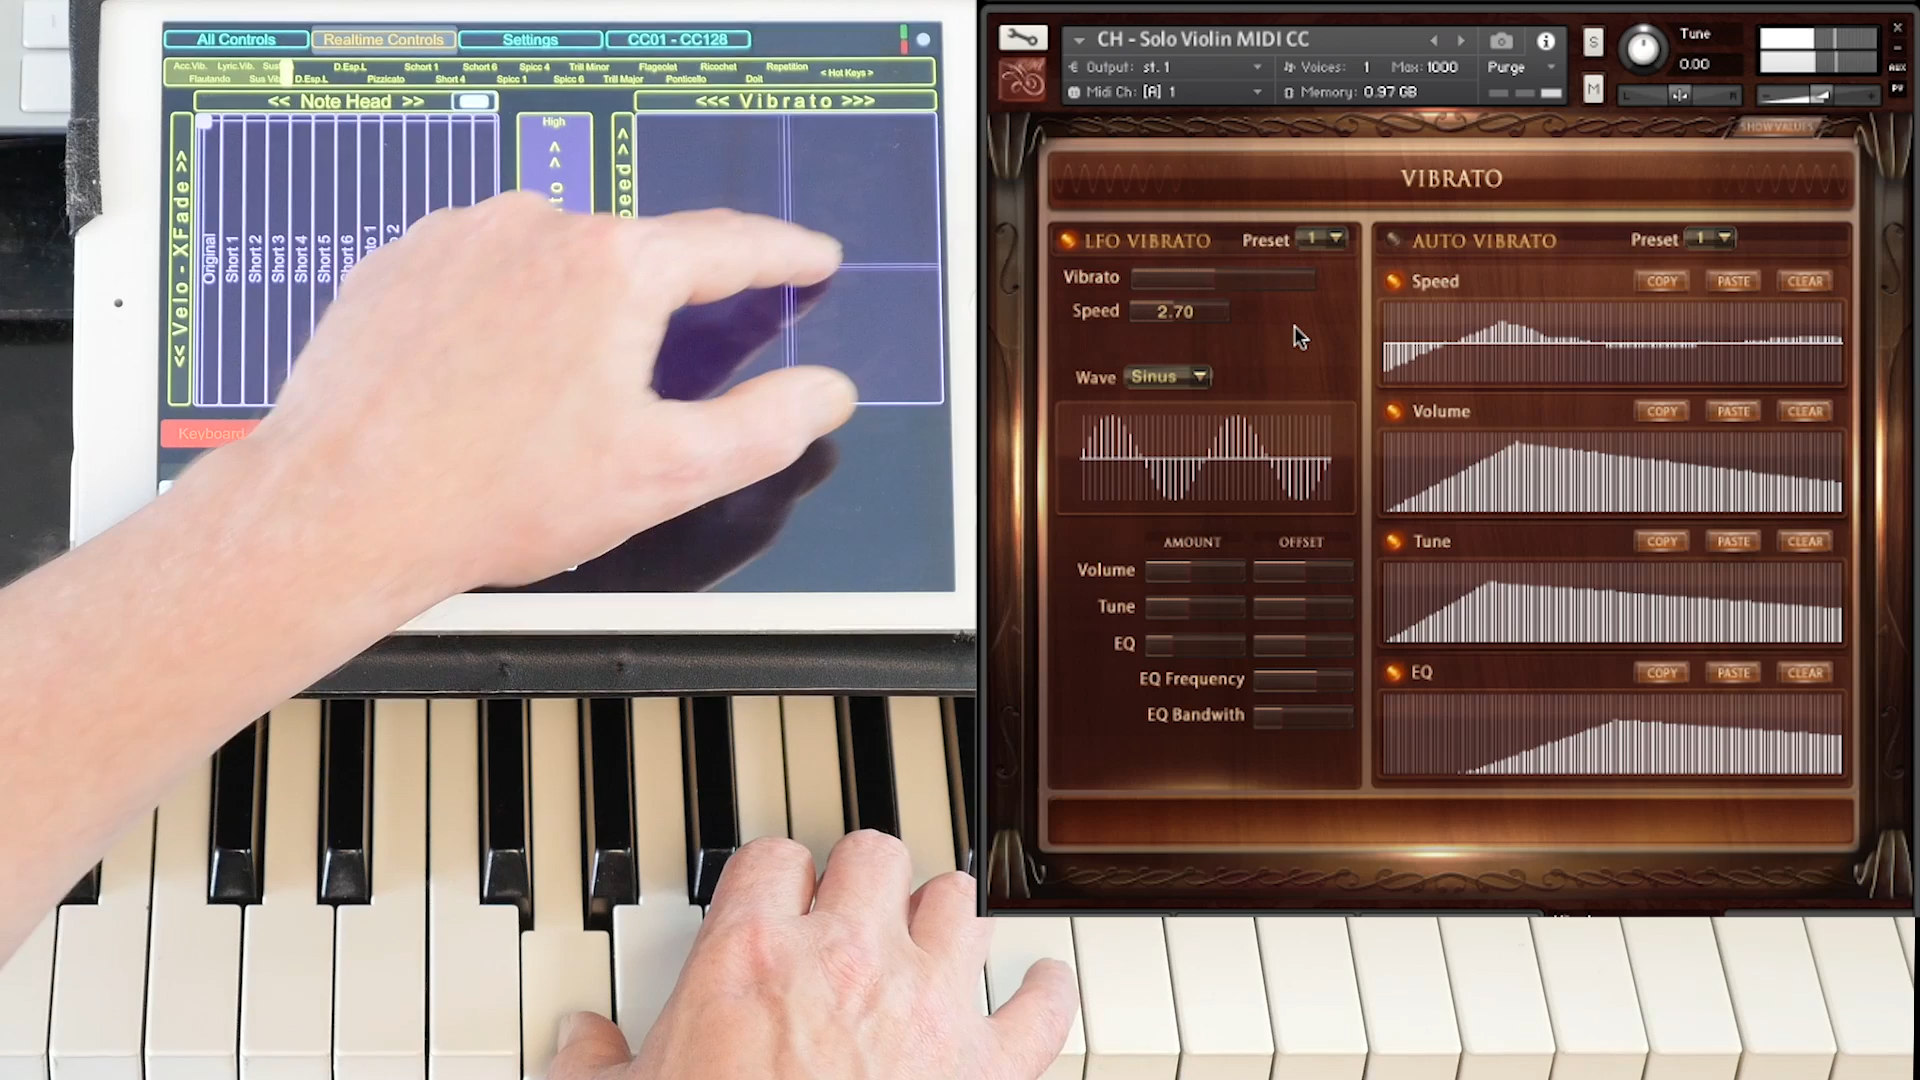 All Controls
Realtime Controls
Settings
CC01 - CC128
Acc.Vib. Lyric.Vib. D.Esp.L Schort 1 Schort 6 Spicc 4 Trill Minor Flageolet Ricochet Repetition
Flautando Sus Vib D.Esp.L Pizzicato Short 4 Spicc 1 Spicc 6 Trill Major Ponticello Doit < Hot Keys >
<< Note Head >>
<<< Vibrato >>>
<< Velo - XFade >>
Original
Short 1
Short 2
Short 3
Short 4
Short 5
High
Keyboard
CH - Solo Violin MIDI CC
Output: st. 1
Voices: 1 Max: 1000
Purge
Midi Ch: [A] 1
Memory: 0.97 GB
S
M
Tune
0.00
L
R
AUX
PV
SHOW VALUES
VIBRATO
LFO VIBRATO Preset 1
Vibrato
Speed 2.70
Wave Sinus
AMOUNT OFFSET
Volume
Tune
EQ
EQ Frequency
EQ Bandwith
AUTO VIBRATO Preset 1
Speed COPY PASTE CLEAR
Volume COPY PASTE CLEAR
Tune COPY PASTE CLEAR
EQ COPY PASTE CLEAR